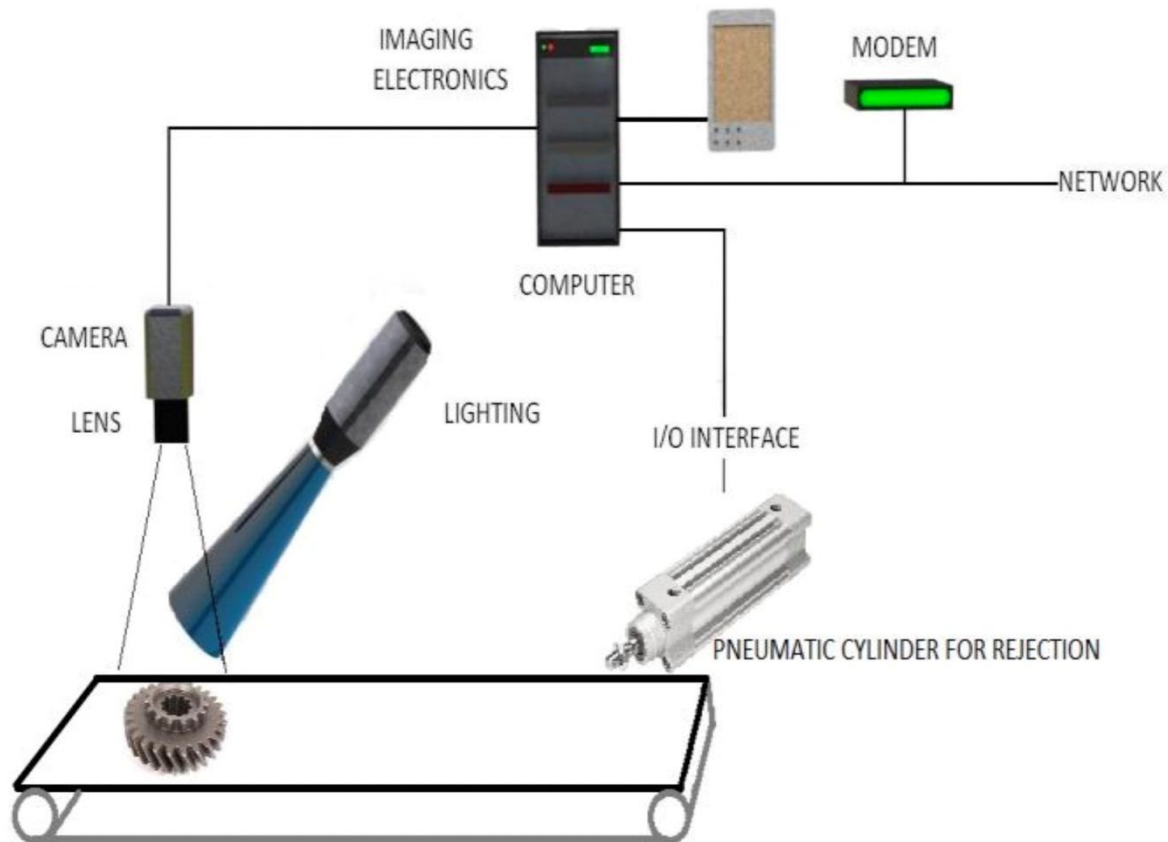 IMAGING
ELECTRONICS
MODEM
NETWORK
COMPUTER
CAMERA
LENS
LIGHTING
I/O INTERFACE
PNEUMATIC CYLINDER FOR REJECTION